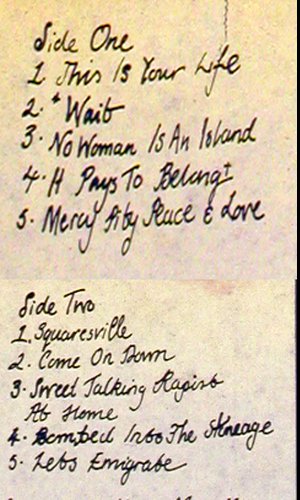 Side One
1 This Is Your Life
2. *Wait
3. No Woman Is An Island
4. It Pays To Belong‡
5. Mercy Pity Peace & Love
Side Two
1. Squaresville
2. Come On Down
3. Sweet Talking Rapist
At Home
4. Bombed Into The Stoneage
5. Lets Emigrate